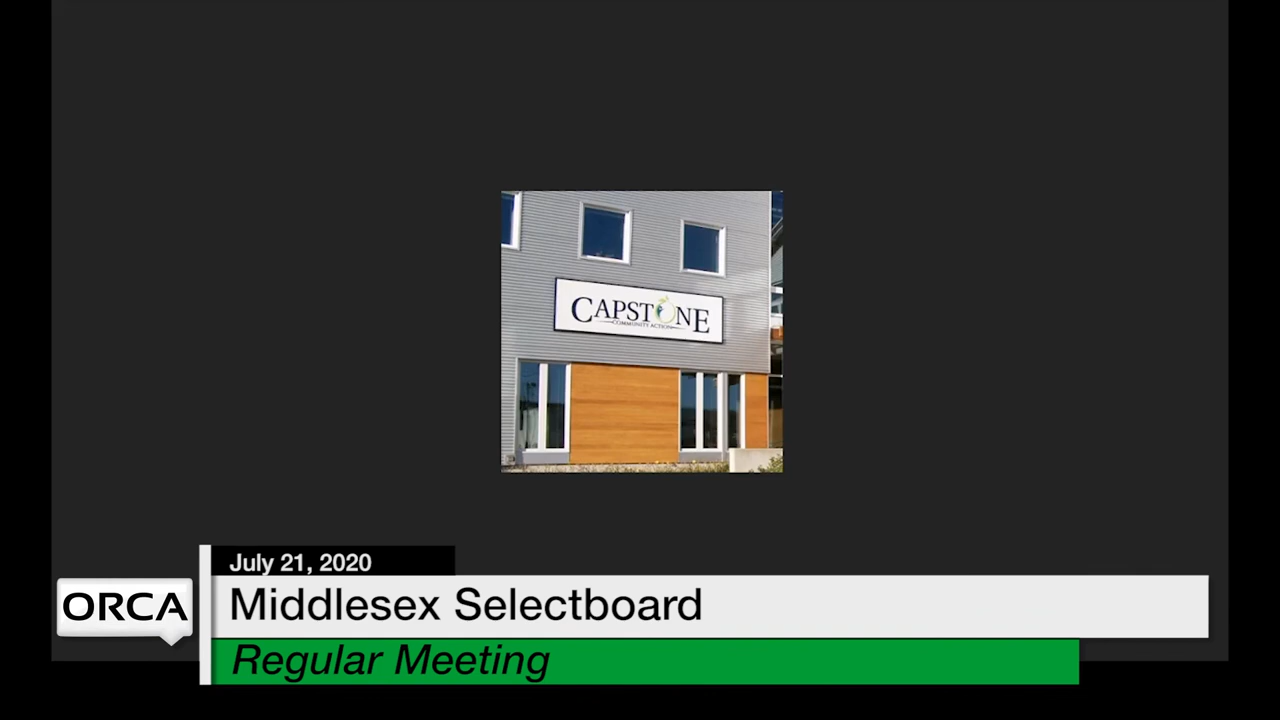 CAPSTONE
COMMUNITY ACTION
July 21, 2020
ORCA
Middlesex Selectboard
Regular Meeting